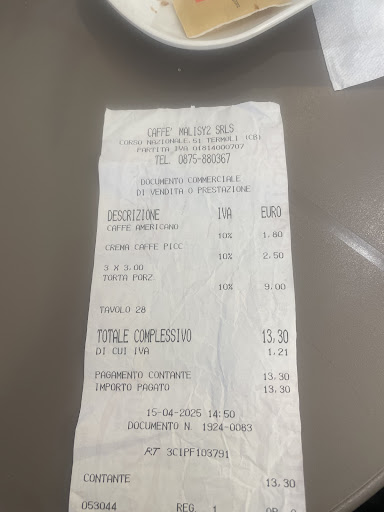 CAFFE' MALISY2 SRLS
CORSO NAZIONALE,51 TERMOLI (CB)
PARTITA IVA 01814000707
TEL. 0875-880367
DOCUMENTO COMMERCIALE
DI VENDITA O PRESTAZIONE
DESCRIZIONE IVA EURO
CAFFE AMERICANO
10% 1,80
CREMA CAFFE PICC
10% 2,50
3 X 3,00
TORTA PORZ
10% 9,00
TAVOLO 28
TOTALE COMPLESSIVO 13,30
DI CUI IVA 1,21
PAGAMENTO CONTANTE 13,30
IMPORTO PAGATO 13,30
15-04-2025 14:50
DOCUMENTO N. 1924-0083
RT 3CIPF103791
CONTANTE 13,30
053044 REG. 1